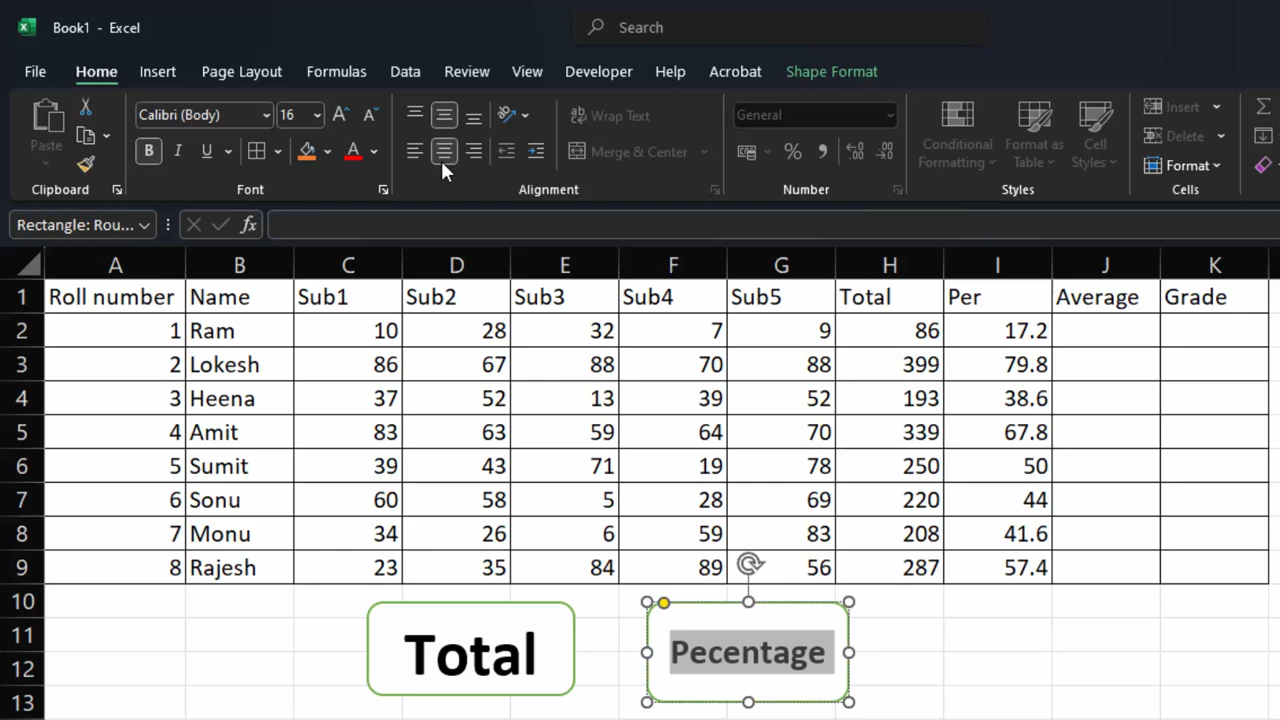 Book1 - Excel
Search
File Home Insert Page Layout Formulas Data Review View Developer Help Acrobat Shape Format
Paste
Calibri (Body) 16 A A
B I U A
ab Wrap Text
Merge & Center
General
% 9
Conditional Formatting
Format as Table
Cell Styles
Insert
Delete
Format
Clipboard Font Alignment Number Styles Cells
Rectangle: Rou... fx
A B C D E F G H I J K
1 Roll number Name Sub1 Sub2 Sub3 Sub4 Sub5 Total Per Average Grade
2 1 Ram 10 28 32 7 9 86 17.2
3 2 Lokesh 86 67 88 70 88 399 79.8
4 3 Heena 37 52 13 39 52 193 38.6
5 4 Amit 83 63 59 64 70 339 67.8
6 5 Sumit 39 43 71 19 78 250 50
7 6 Sonu 60 58 5 28 69 220 44
8 7 Monu 34 26 6 59 83 208 41.6
9 8 Rajesh 23 35 84 89 56 287 57.4
10
11
12
13
Total
Pecentage